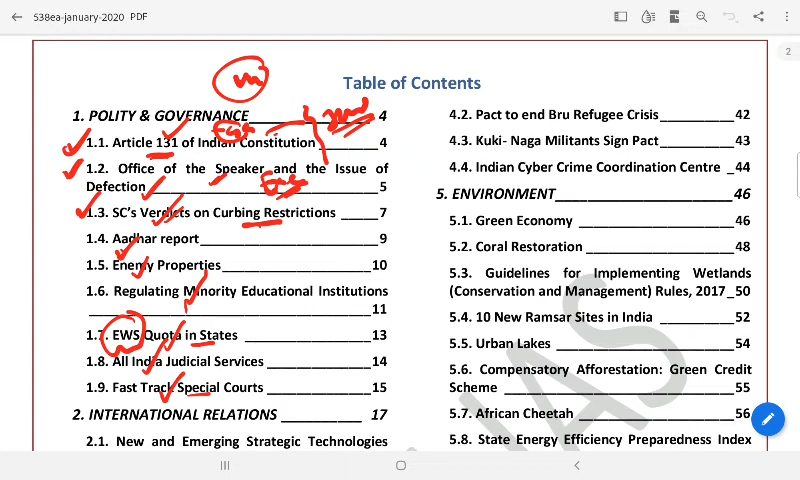 538ea-january-2020 PDF
2
Table of Contents
1. POLITY & GOVERNANCE 4
1.1. Article 131 of Indian Constitution 4
1.2. Office of the Speaker and the Issue of
Defection 5
1.3. SC's Verdicts on Curbing Restrictions 7
1.4. Aadhar report 9
1.5. Enemy Properties 10
1.6. Regulating Minority Educational Institutions
11
1.7. EWS Quota in States 13
1.8. All India Judicial Services 14
1.9. Fast Track Special Courts 15
2. INTERNATIONAL RELATIONS 17
2.1. New and Emerging Strategic Technologies
4.2. Pact to end Bru Refugee Crisis 42
4.3. Kuki- Naga Militants Sign Pact 43
4.4. Indian Cyber Crime Coordination Centre _44
5. ENVIRONMENT 46
5.1. Green Economy 46
5.2. Coral Restoration 48
5.3. Guidelines for Implementing Wetlands
(Conservation and Management) Rules, 2017_50
5.4. 10 New Ramsar Sites in India 52
5.5. Urban Lakes 54
5.6. Compensatory Afforestation: Green Credit
Scheme 55
5.7. African Cheetah 56
5.8. State Energy Efficiency Preparedness Index
IAS